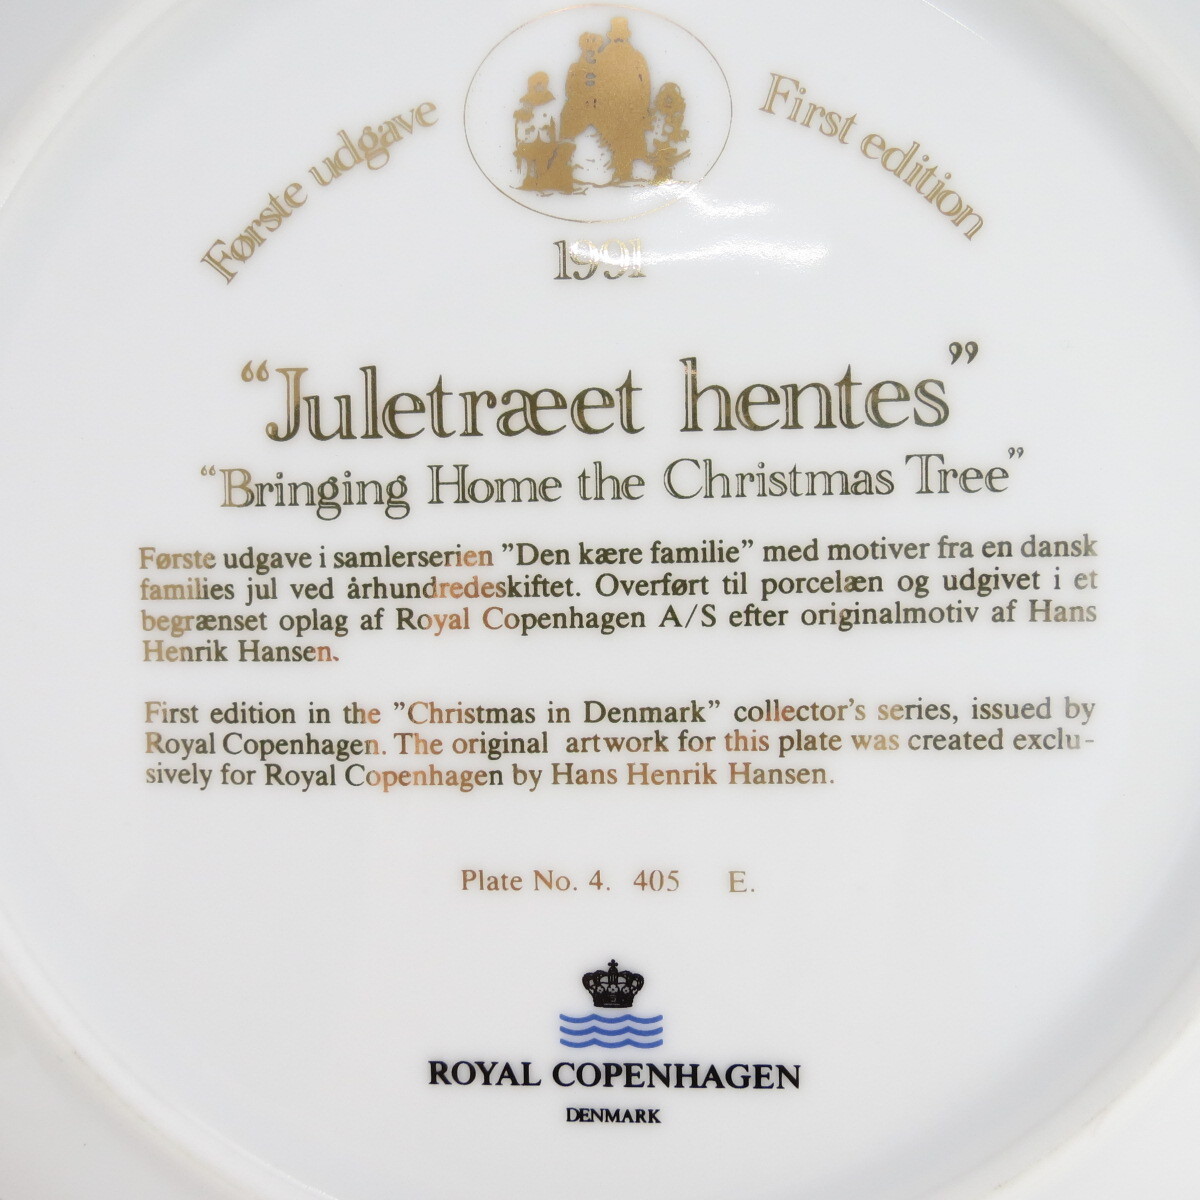 Første udgave
First edition
1991
“Juletræet hentes”
“Bringing Home the Christmas Tree”
Første udgave i samlerserien ”Den kære familie” med motiver fra en dansk
families jul ved århundredeskiftet. Overført til porcelæn og udgivet i et
begrænset oplag af Royal Copenhagen A/S efter originalmotiv af Hans
Henrik Hansen.
First edition in the ”Christmas in Denmark” collector’s series, issued by
Royal Copenhagen. The original artwork for this plate was created exclu-
sively for Royal Copenhagen by Hans Henrik Hansen.
Plate No. 4. 405 E.
ROYAL COPENHAGEN
DENMARK